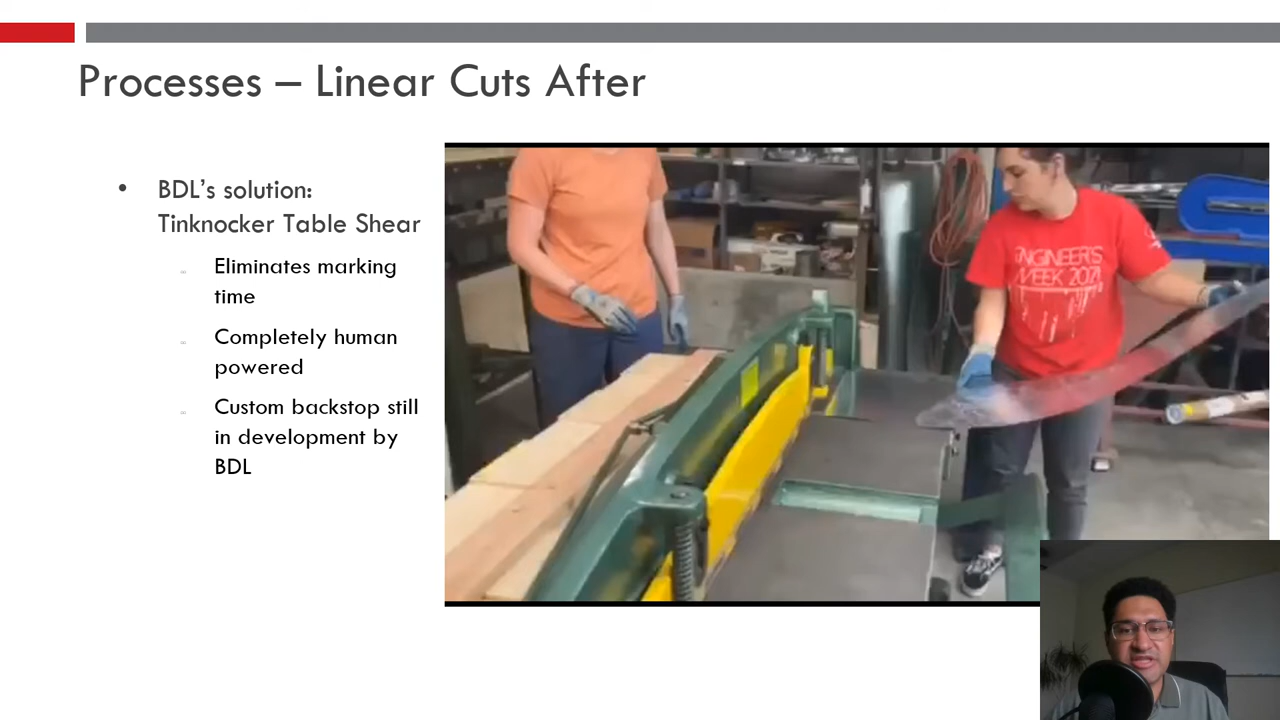 Processes – Linear Cuts After
• BDL’s solution:
Tinknocker Table Shear
Eliminates marking
time
Completely human
powered
Custom backstop still
in development by
BDL
ENGINEER'S
WEEK 2021